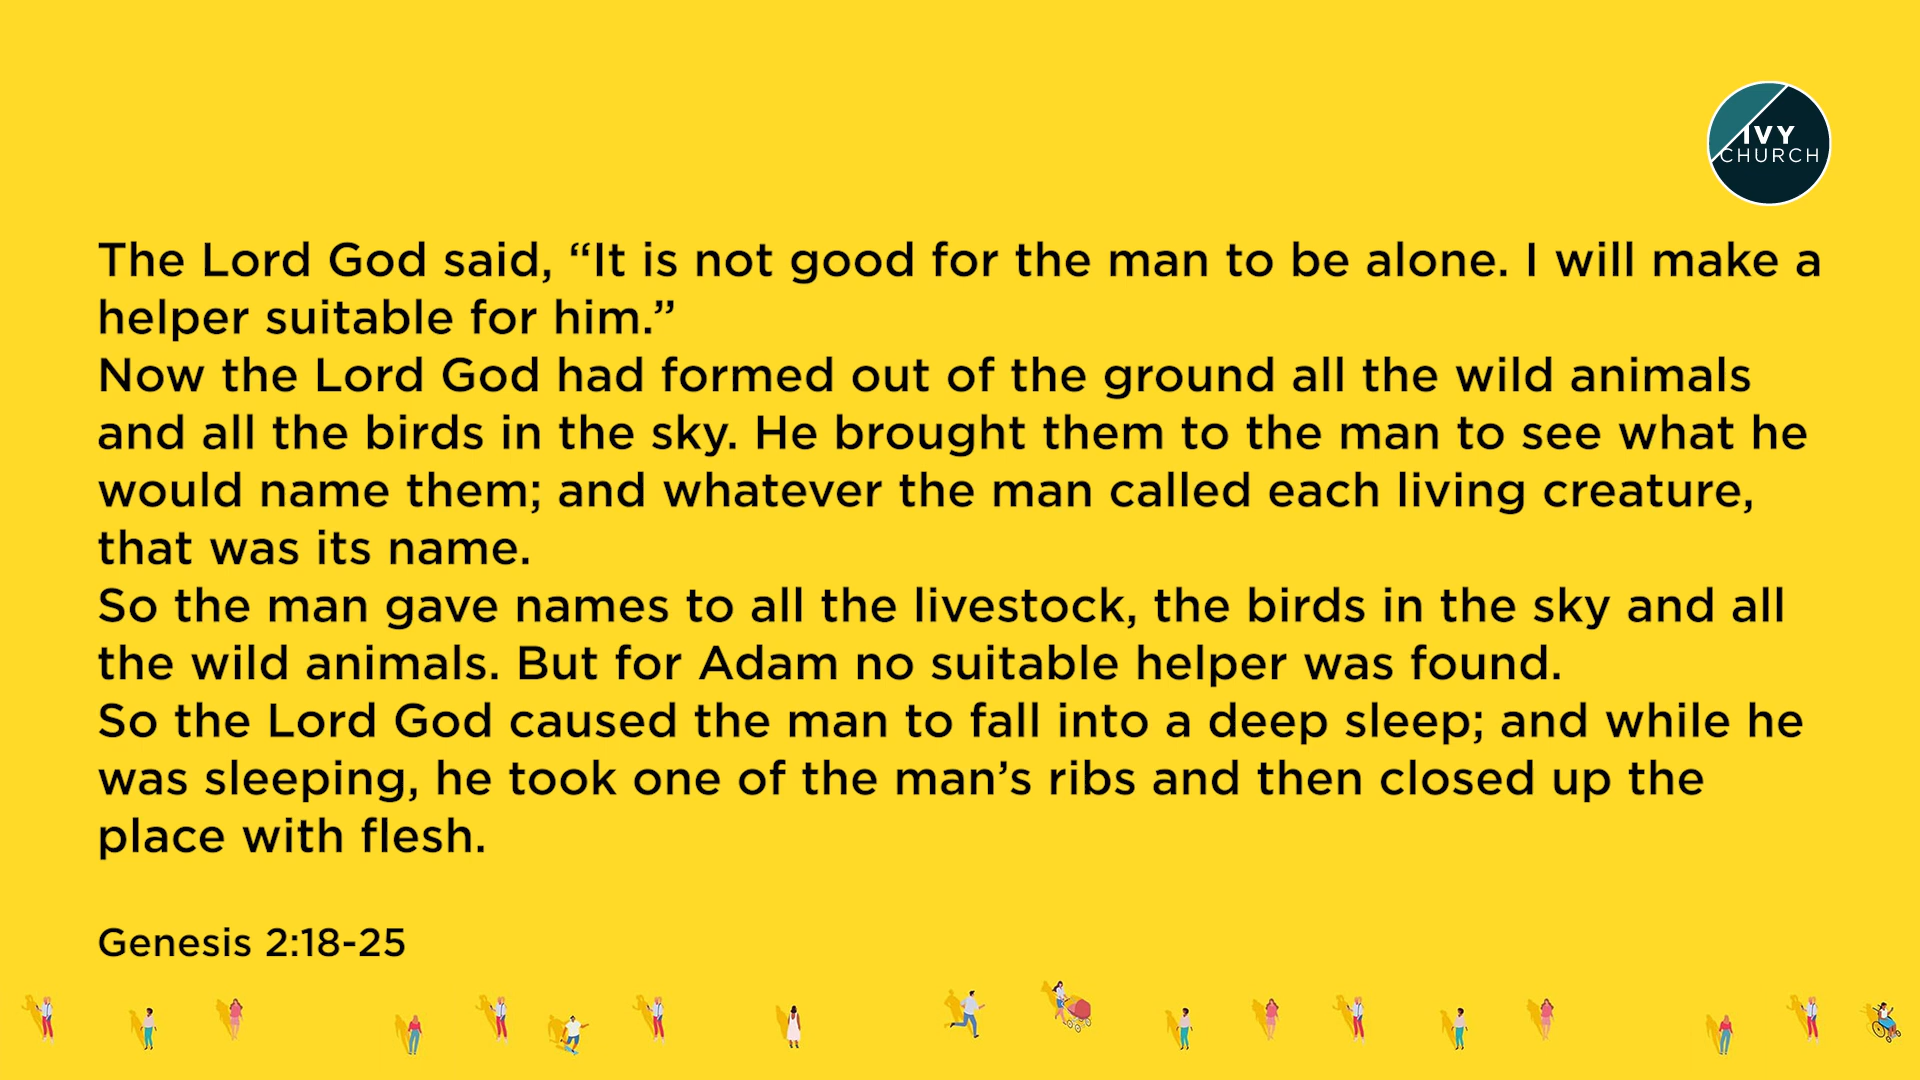 IVY
CHURCH
The Lord God said, “It is not good for the man to be alone. I will make a
helper suitable for him.”
Now the Lord God had formed out of the ground all the wild animals
and all the birds in the sky. He brought them to the man to see what he
would name them; and whatever the man called each living creature,
that was its name.
So the man gave names to all the livestock, the birds in the sky and all
the wild animals. But for Adam no suitable helper was found.
So the Lord God caused the man to fall into a deep sleep; and while he
was sleeping, he took one of the man’s ribs and then closed up the
place with flesh.
Genesis 2:18-25